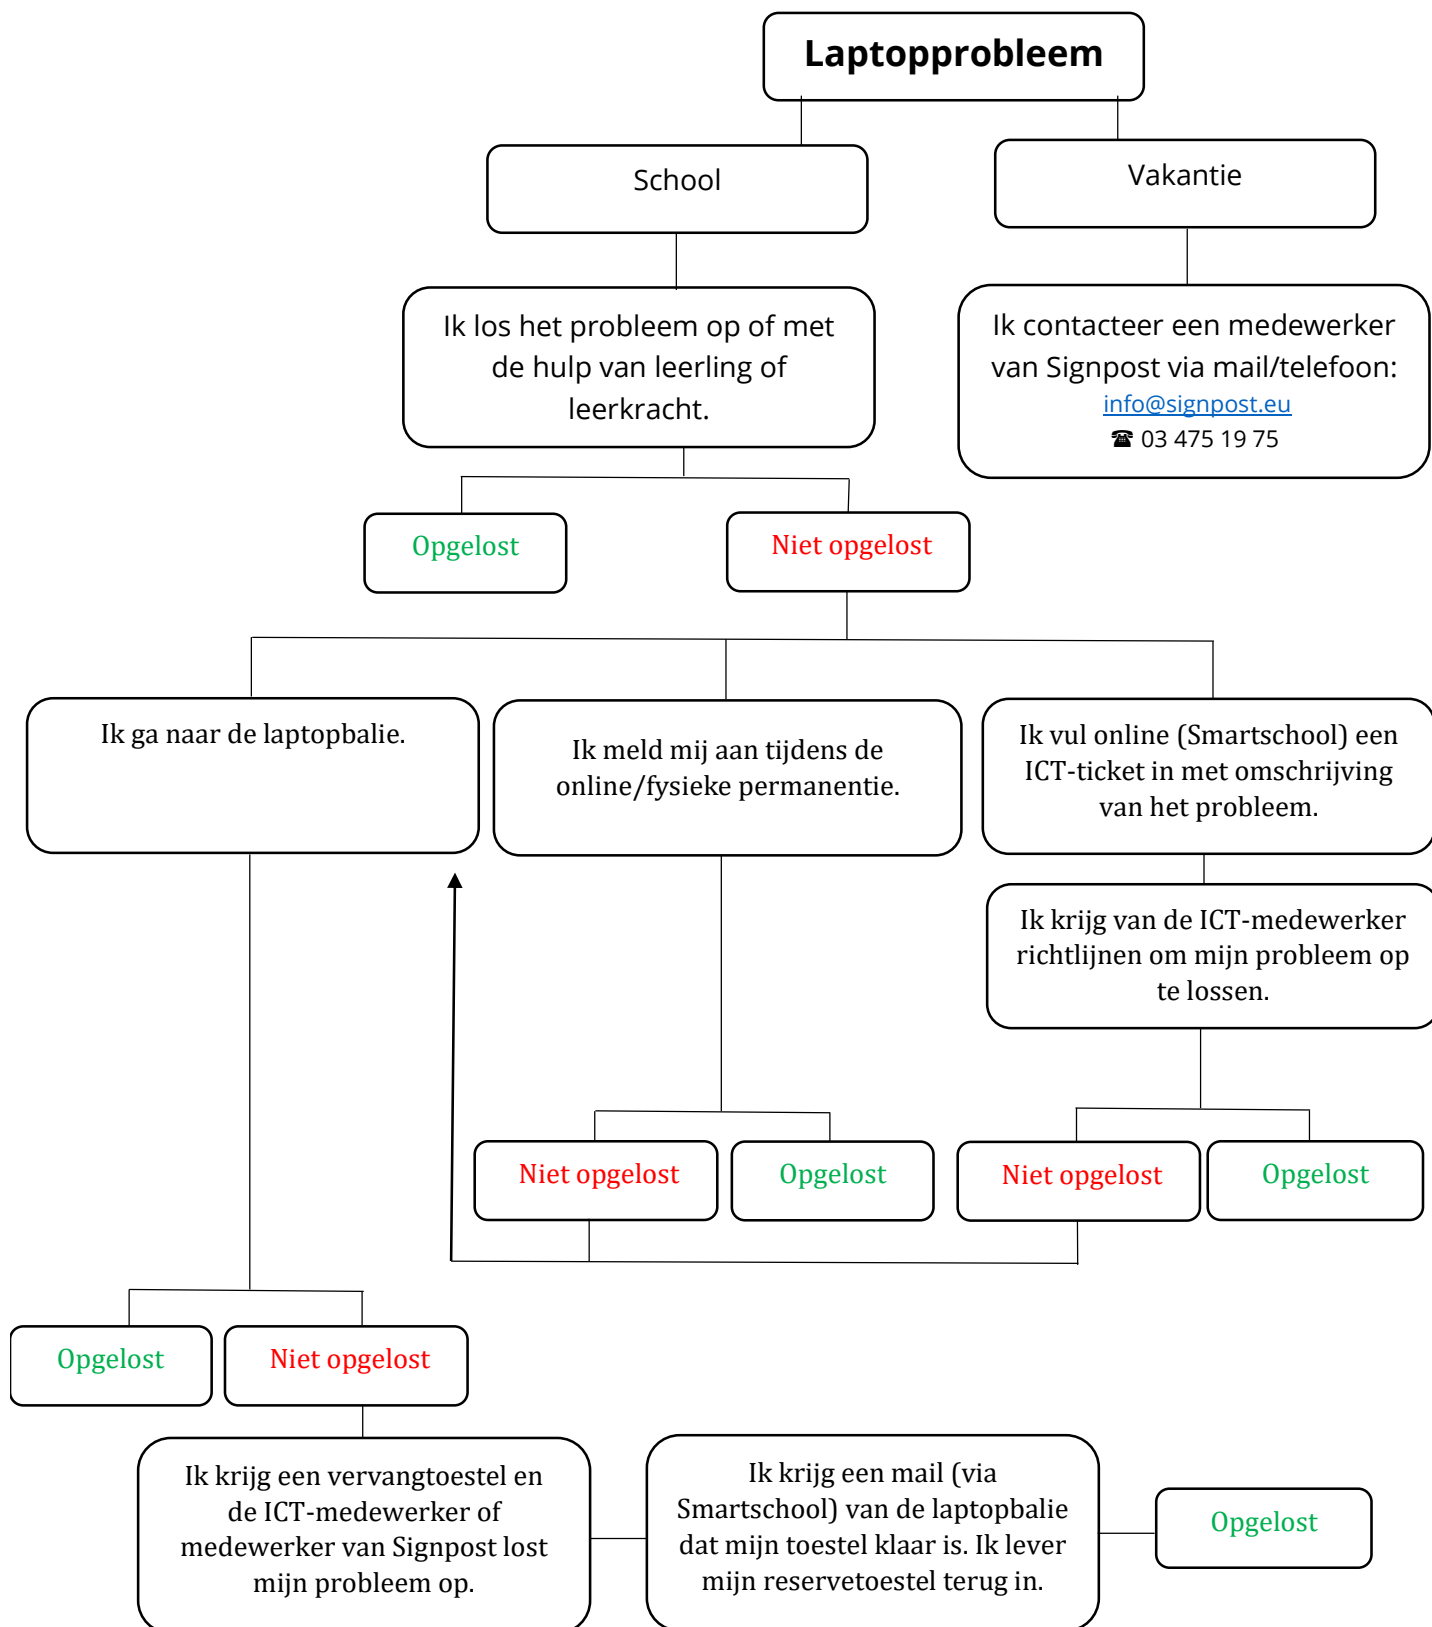 Laptopprobleem
School
Vakantie
Ik los het probleem op of met
de hulp van leerling of
leerkracht.
Ik contacteer een medewerker
van Signpost via mail/telefoon:
info@signpost.eu
☎ 03 475 19 75
Opgelost
Niet opgelost
Ik ga naar de laptopbalie.
Ik meld mij aan tijdens de
online/fysieke permanentie.
Ik vul online (Smartschool) een
ICT-ticket in met omschrijving
van het probleem.
Ik krijg van de ICT-medewerker
richtlijnen om mijn probleem op
te lossen.
Niet opgelost
Opgelost
Niet opgelost
Opgelost
Opgelost
Niet opgelost
Ik krijg een vervangtoestel en
de ICT-medewerker of
medewerker van Signpost lost
mijn probleem op.
Ik krijg een mail (via
Smartschool) van de laptopbalie
dat mijn toestel klaar is. Ik lever
mijn reservetoestel terug in.
Opgelost